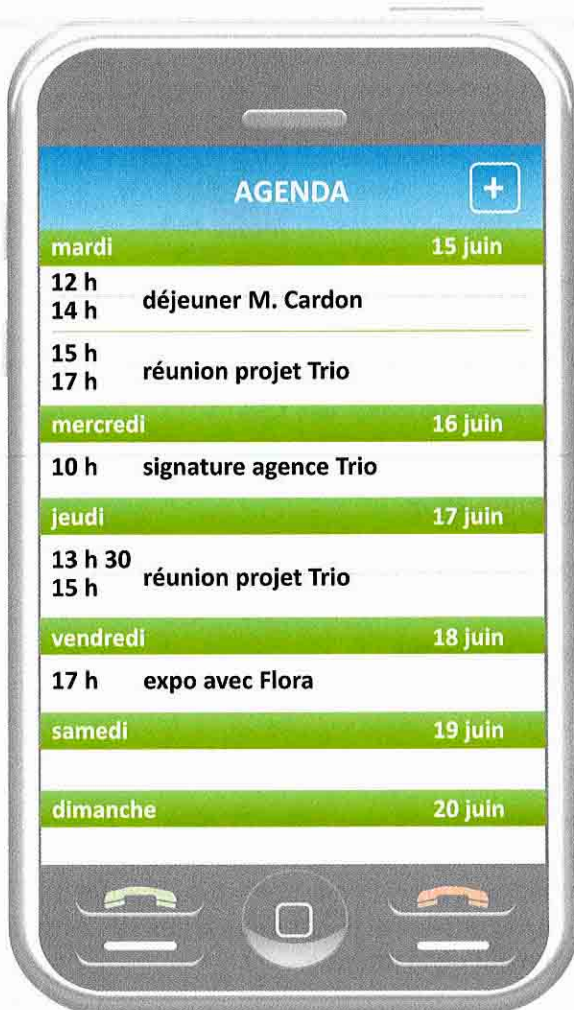 AGENDA +
mardi 15 juin
12 h
14 h déjeuner M. Cardon
15 h
17 h réunion projet Trio
mercredi 16 juin
10 h signature agence Trio
jeudi 17 juin
13 h 30
15 h réunion projet Trio
vendredi 18 juin
17 h expo avec Flora
samedi 19 juin
dimanche 20 juin